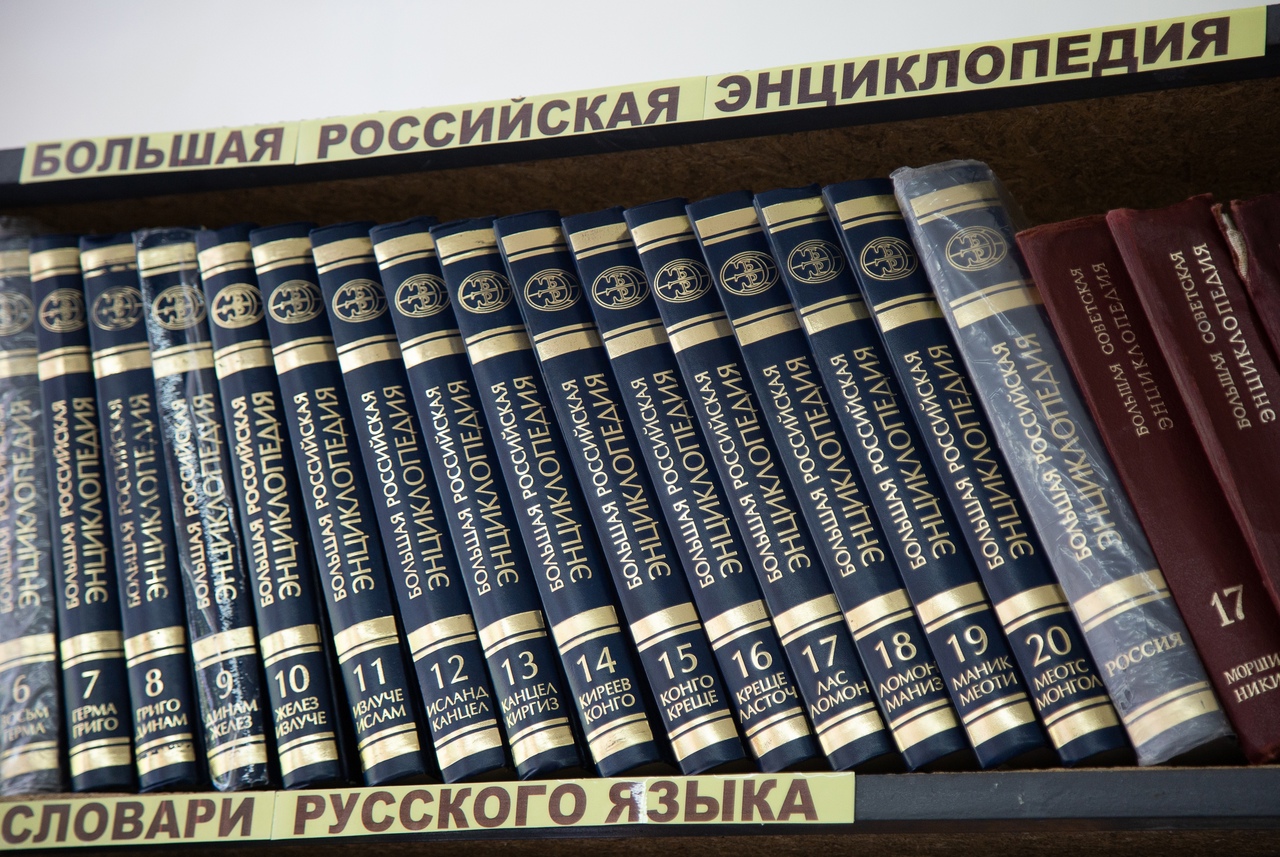 БОЛЬШАЯ РОССИЙСКАЯ ЭНЦИКЛОПЕДИЯ
ЭНЦИКЛОПЕДИЯ
6
ВОСЬМ
ГЕРМА
БОЛЬШАЯ РОССИЙСКАЯ
ЭНЦИКЛОПЕДИЯ
7
ГЕРМА
ГРИГО
БОЛЬШАЯ РОССИЙСКАЯ
ЭНЦИКЛОПЕДИЯ
8
ГРИГО
ДИНАМ
БОЛЬШАЯ РОССИЙСКАЯ
ЭНЦИКЛОПЕДИЯ
9
ДИНАМ
ЖЕЛЕЗ
БОЛЬШАЯ РОССИЙСКАЯ
ЭНЦИКЛОПЕДИЯ
10
ЖЕЛЕЗ
ИЗЛУЧЕ
БОЛЬШАЯ РОССИЙСКАЯ
ЭНЦИКЛОПЕДИЯ
11
ИЗЛУЧЕ
ИСЛАМ
БОЛЬШАЯ РОССИЙСКАЯ
ЭНЦИКЛОПЕДИЯ
12
ИСЛАНД
КАНЦЕЛ
БОЛЬШАЯ РОССИЙСКАЯ
ЭНЦИКЛОПЕДИЯ
13
КАНЦЕЛ
КИРГИЗ
БОЛЬШАЯ РОССИЙСКАЯ
ЭНЦИКЛОПЕДИЯ
14
КИРЕЕВ
КОНГО
БОЛЬШАЯ РОССИЙСКАЯ
ЭНЦИКЛОПЕДИЯ
15
КОНГО
КРЕЩЕ
БОЛЬШАЯ РОССИЙСКАЯ
ЭНЦИКЛОПЕДИЯ
16
КРЕЩЕ
ЛАСТОЧ
БОЛЬШАЯ РОССИЙСКАЯ
ЭНЦИКЛОПЕДИЯ
17
ЛАС
ЛОМОН
БОЛЬШАЯ РОССИЙСКАЯ
ЭНЦИКЛОПЕДИЯ
18
ЛОМОН
МАНИЗ
БОЛЬШАЯ РОССИЙСКАЯ
ЭНЦИКЛОПЕДИЯ
19
МАНИК
МЕОТИ
БОЛЬШАЯ РОССИЙСКАЯ
ЭНЦИКЛОПЕДИЯ
20
МЕОТС
МОНГОЛ
БОЛЬШАЯ РОССИЙСКАЯ
ЭНЦИКЛОПЕДИЯ
РОССИЯ
БОЛЬШАЯ СОВЕТСКАЯ
ЭНЦИКЛОПЕДИЯ
17
МОРШИ
НИКИ
БОЛЬШАЯ СОВЕТСКАЯ
ЭНЦИКЛОПЕДИЯ
СЛОВАРИ РУССКОГО ЯЗЫКА